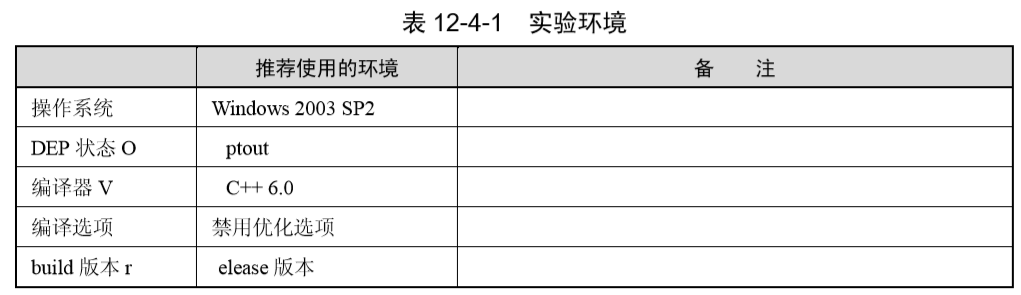 表 12-4-1 实验环境
推荐使用的环境 备 注
操作系统 Windows 2003 SP2
DEP 状态 O ptout
编译器 V C++ 6.0
编译选项 禁用优化选项
build 版本 r elease 版本